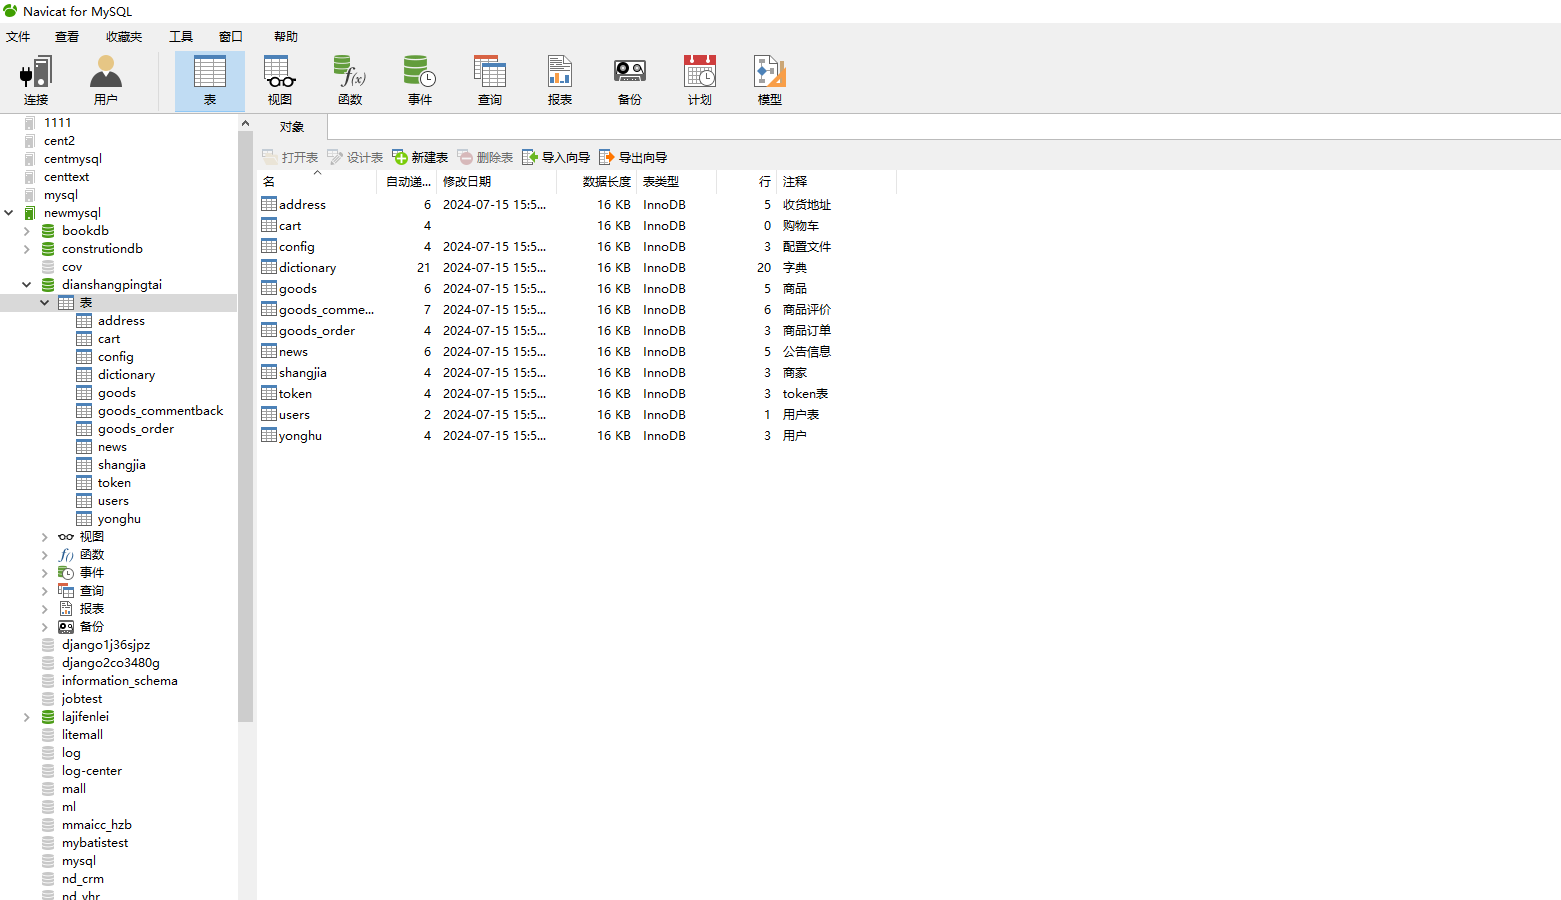 Navicat for MySQL
文件 查看 收藏夹 工具 窗口 帮助
连接 用户 表 视图 函数 事件 查询 报表 备份 计划 模型
1111
cent2
centmysql
centtext
mysql
newmysql
bookdb
construtiondb
cov
dianshangpingtai
表
address
cart
config
dictionary
goods
goods_commentback
goods_order
news
shangjia
token
users
yonghu
视图
函数
事件
查询
报表
备份
django1j36sjpz
django2co3480g
information_schema
jobtest
lajifenlei
litemall
log
log-center
mall
ml
mmaicc_hzb
mybatistest
mysql
nd_crm
nd_yhr
对象
打开表 设计表 新建表 删除表 导入向导 导出向导
名 自动递... 修改日期 数据长度 表类型 行 注释
address 6 2024-07-15 15:5... 16 KB InnoDB 5 收货地址
cart 4 16 KB InnoDB 0 购物车
config 4 2024-07-15 15:5... 16 KB InnoDB 3 配置文件
dictionary 21 2024-07-15 15:5... 16 KB InnoDB 20 字典
goods 6 2024-07-15 15:5... 16 KB InnoDB 5 商品
goods_comme... 7 2024-07-15 15:5... 16 KB InnoDB 6 商品评价
goods_order 4 2024-07-15 15:5... 16 KB InnoDB 3 商品订单
news 6 2024-07-15 15:5... 16 KB InnoDB 5 公告信息
shangjia 4 2024-07-15 15:5... 16 KB InnoDB 3 商家
token 4 2024-07-15 15:5... 16 KB InnoDB 3 token表
users 2 2024-07-15 15:5... 16 KB InnoDB 1 用户表
yonghu 4 2024-07-15 15:5... 16 KB InnoDB 3 用户